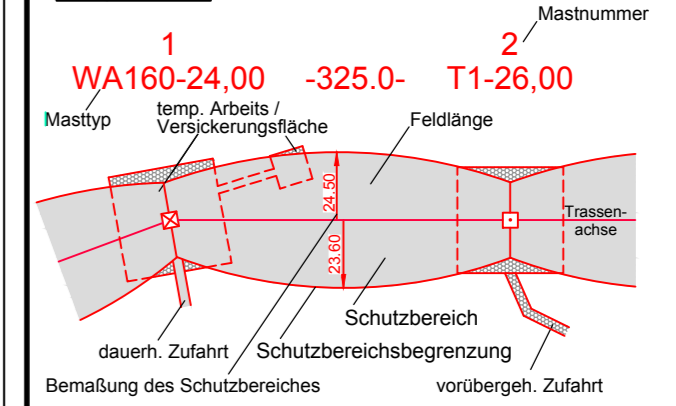 Mastnummer
1 2
WA160-24,00 -325.0- T1-26,00
Masttyp
temp. Arbeits /
Versickerungsfläche
Feldlänge
24.50
23.60
Trassen-
achse
Schutzbereich
dauerh. Zufahrt
Schutzbereichsbegrenzung
Bemaßung des Schutzbereiches
vorübergeh. Zufahrt